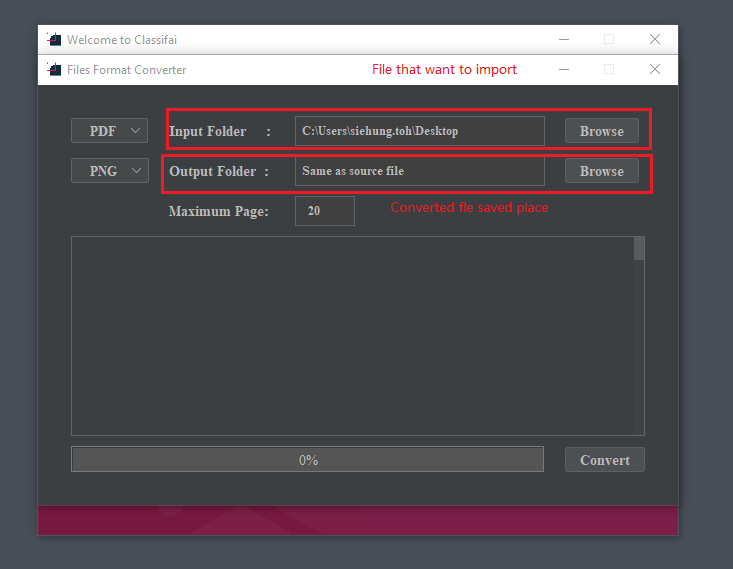 Welcome to Classifai
Files Format Converter
File that want to import
PDF
Input Folder :
C:\Users\siehung.toh\Desktop
Browse
PNG
Output Folder :
Same as source file
Browse
Maximum Page:
20
Converted fie saved place
0%
Convert